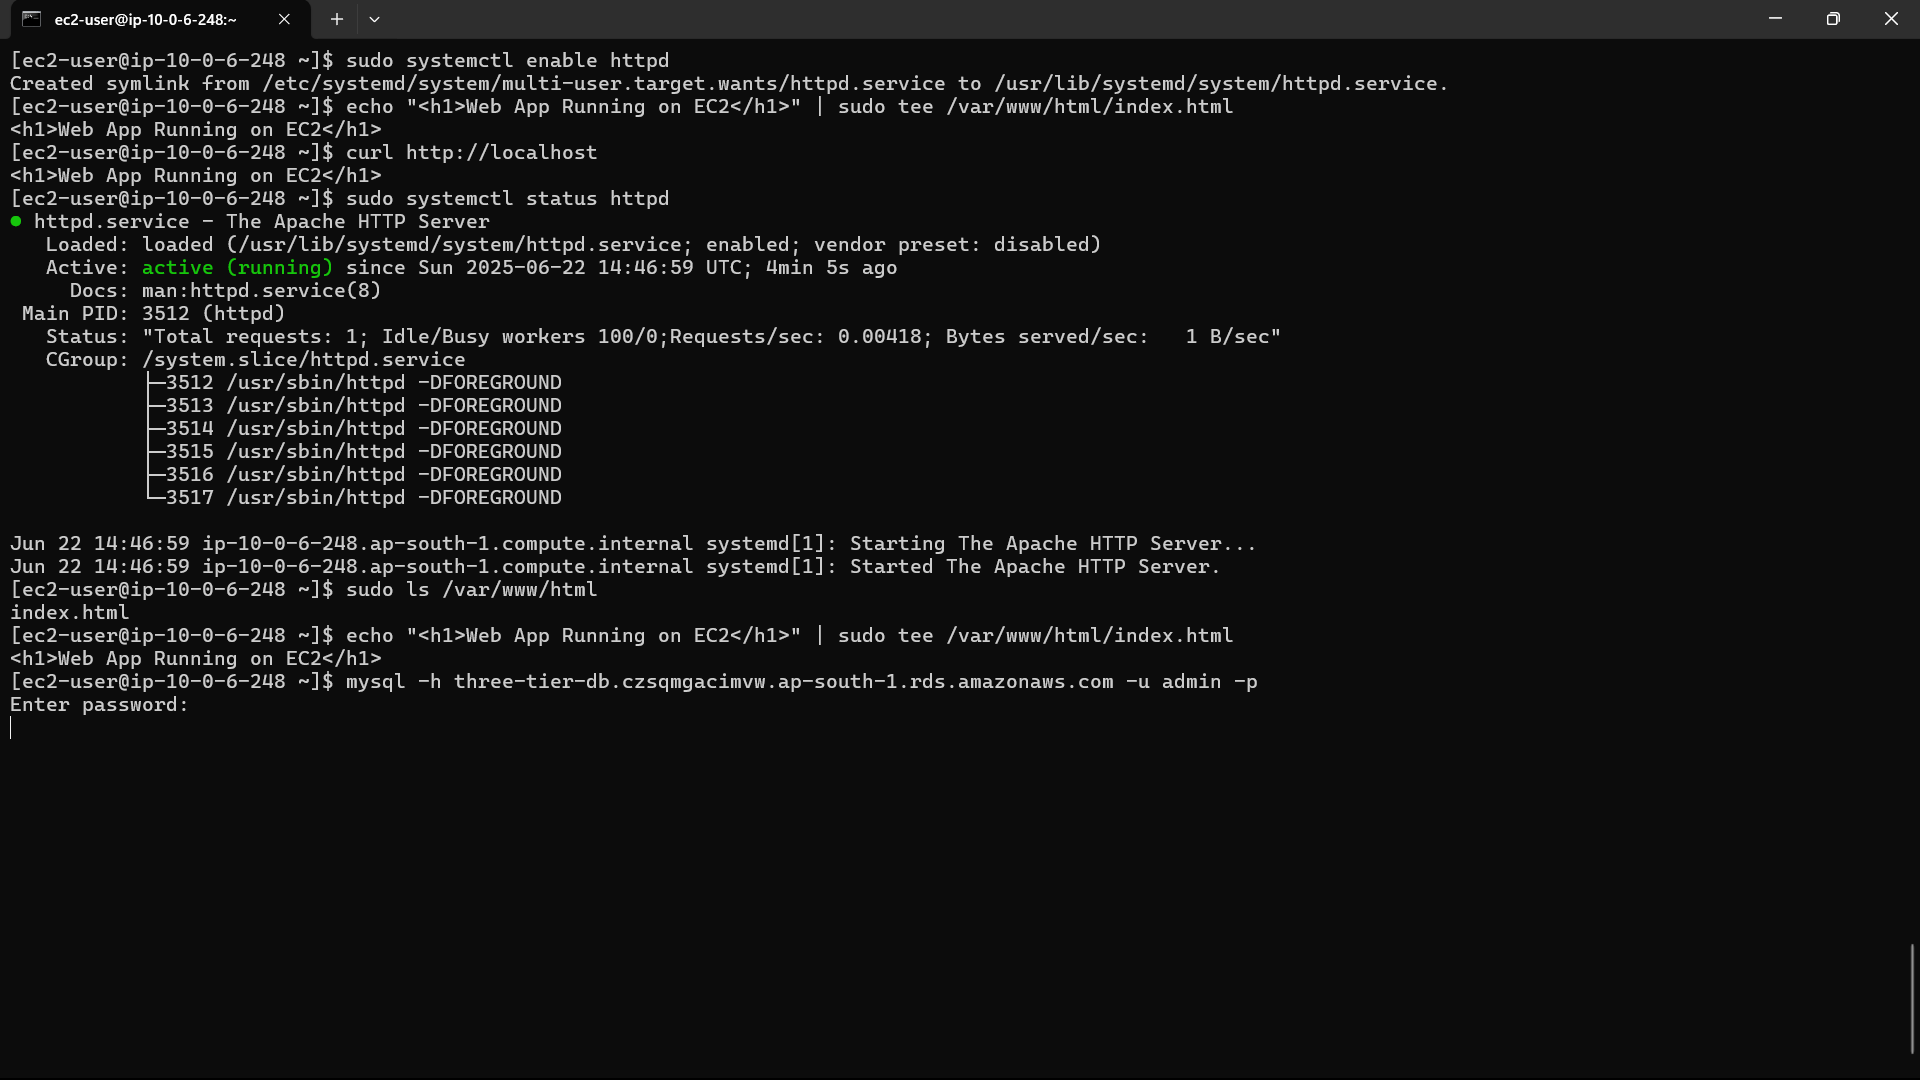 ec2-user@ip-10-0-6-248:~
[ec2-user@ip-10-0-6-248 ~]$ sudo systemctl enable httpd
Created symlink from /etc/systemd/system/multi-user.target.wants/httpd.service to /usr/lib/systemd/system/httpd.service.
[ec2-user@ip-10-0-6-248 ~]$ echo "<h1>Web App Running on EC2</h1>" | sudo tee /var/www/html/index.html
<h1>Web App Running on EC2</h1>
[ec2-user@ip-10-0-6-248 ~]$ curl http://localhost
<h1>Web App Running on EC2</h1>
[ec2-user@ip-10-0-6-248 ~]$ sudo systemctl status httpd
● httpd.service - The Apache HTTP Server
   Loaded: loaded (/usr/lib/systemd/system/httpd.service; enabled; vendor preset: disabled)
   Active: active (running) since Sun 2025-06-22 14:46:59 UTC; 4min 5s ago
     Docs: man:httpd.service(8)
 Main PID: 3512 (httpd)
   Status: "Total requests: 1; Idle/Busy workers 100/0;Requests/sec: 0.00418; Bytes served/sec:   1 B/sec"
   CGroup: /system.slice/httpd.service
           ├─3512 /usr/sbin/httpd -DFOREGROUND
           ├─3513 /usr/sbin/httpd -DFOREGROUND
           ├─3514 /usr/sbin/httpd -DFOREGROUND
           ├─3515 /usr/sbin/httpd -DFOREGROUND
           ├─3516 /usr/sbin/httpd -DFOREGROUND
           └─3517 /usr/sbin/httpd -DFOREGROUND
Jun 22 14:46:59 ip-10-0-6-248.ap-south-1.compute.internal systemd[1]: Starting The Apache HTTP Server...
Jun 22 14:46:59 ip-10-0-6-248.ap-south-1.compute.internal systemd[1]: Started The Apache HTTP Server.
[ec2-user@ip-10-0-6-248 ~]$ sudo ls /var/www/html
index.html
[ec2-user@ip-10-0-6-248 ~]$ echo "<h1>Web App Running on EC2</h1>" | sudo tee /var/www/html/index.html
<h1>Web App Running on EC2</h1>
[ec2-user@ip-10-0-6-248 ~]$ mysql -h three-tier-db.czsqmgacimvw.ap-south-1.rds.amazonaws.com -u admin -p
Enter password: